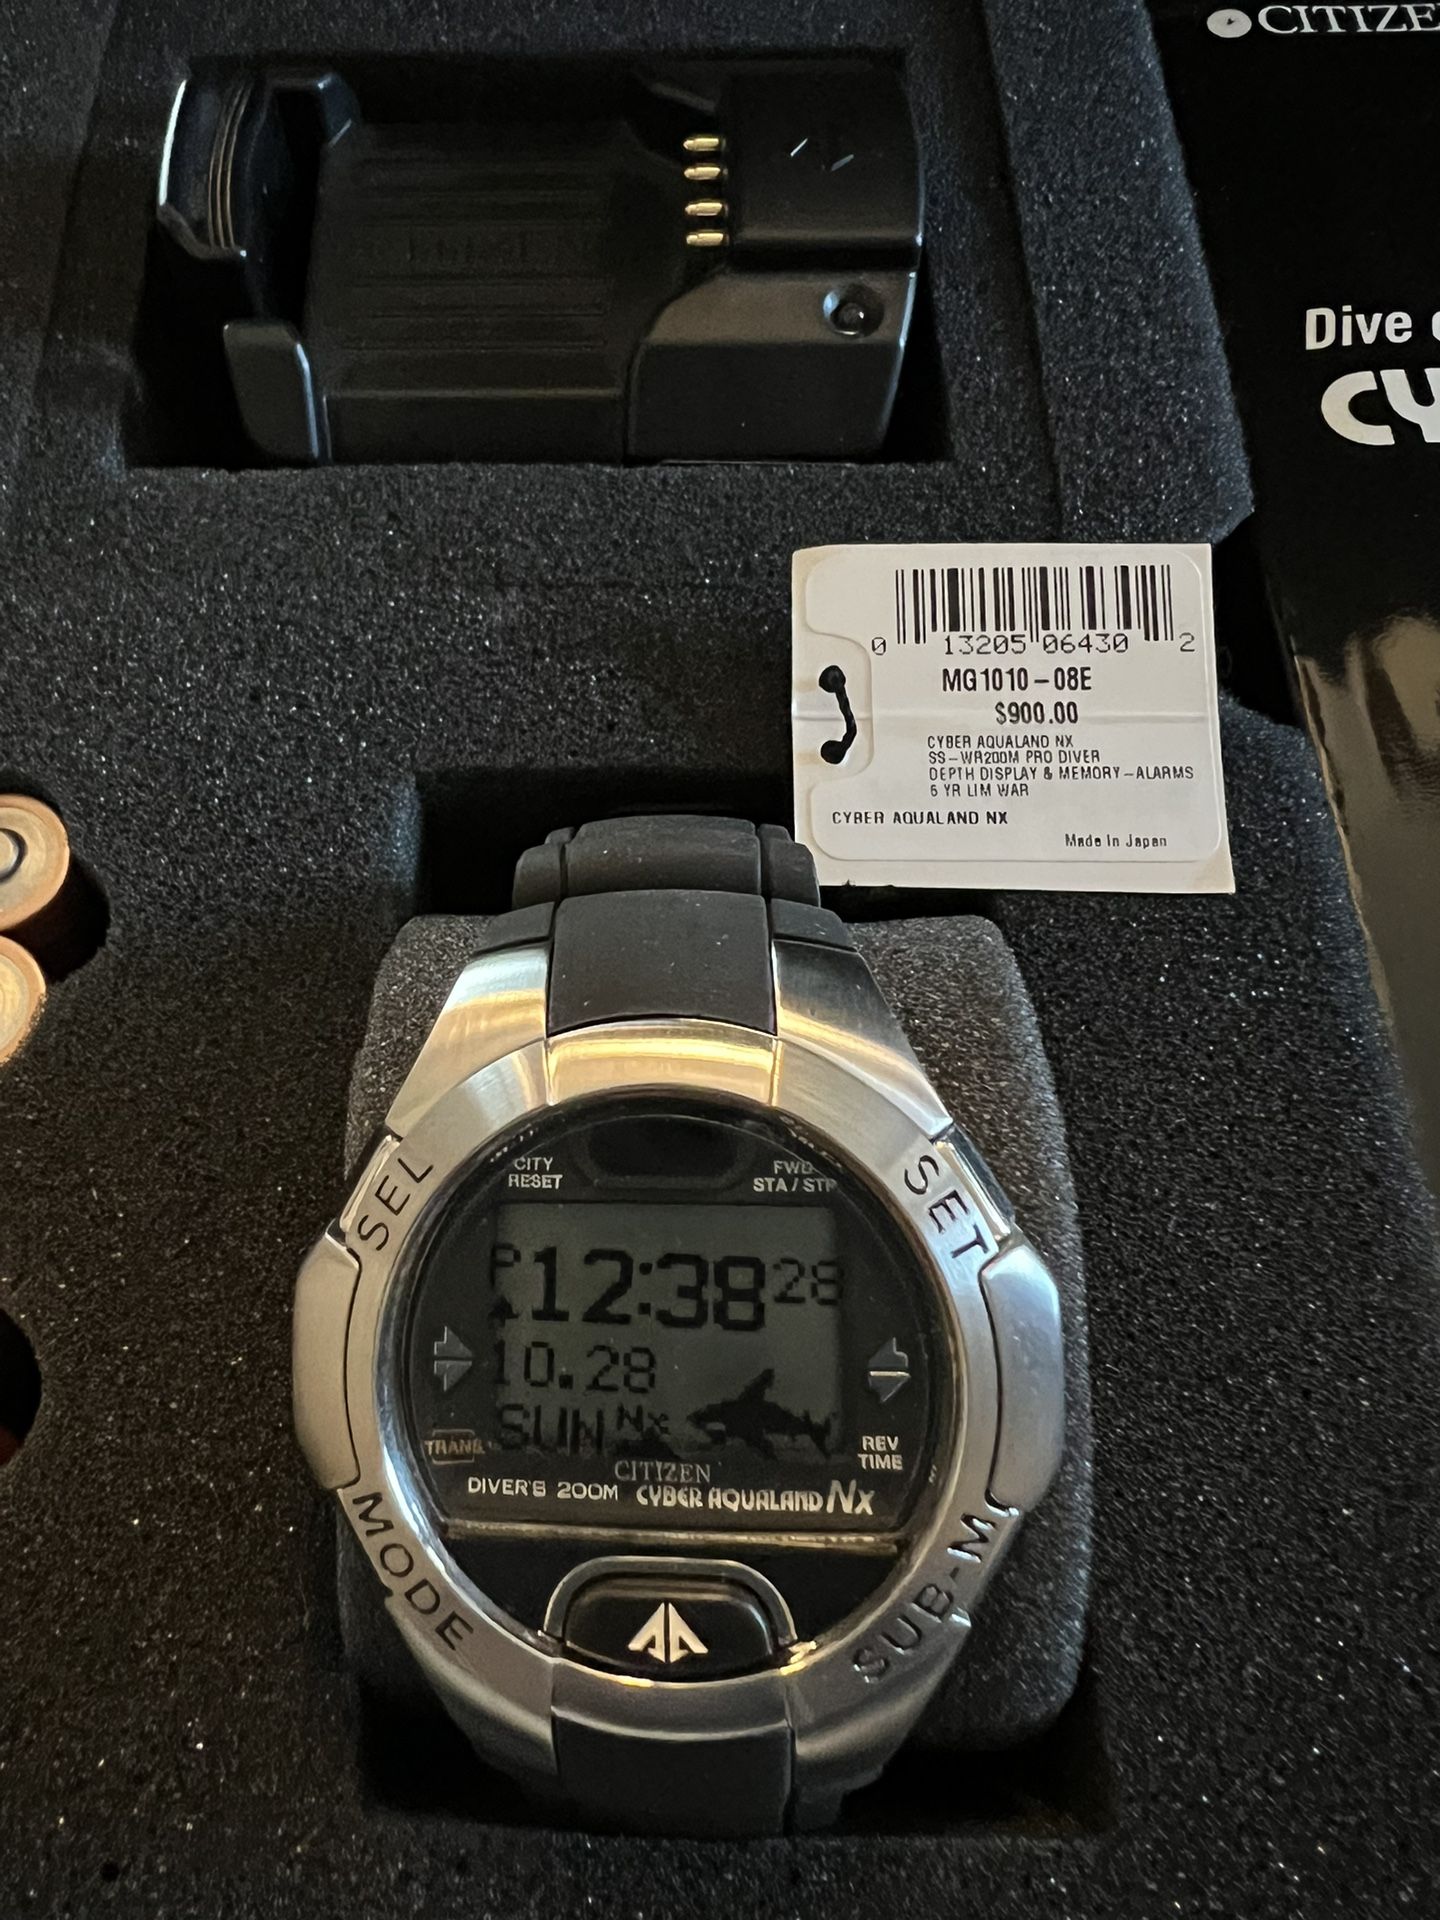 CITIZE
Dive
CY
0 13205 06430 2
MG1010-08E
$900.00
CYBER AQUALAND NX
SS-WR200M PRO DIVER
DEPTH DISPLAY & MEMORY-ALARMS
5 YR LIM WAR
CYBER AQUALAND NX
Made In Japan
SEL
SET
CITY
RESET
FWD
STA / STP
12:38 28
10.28
SUN Nx
TRANS.
REV
TIME
CITIZEN
DIVER'S 200M CYBER AQUALAND Nx
MODE
SUB-M